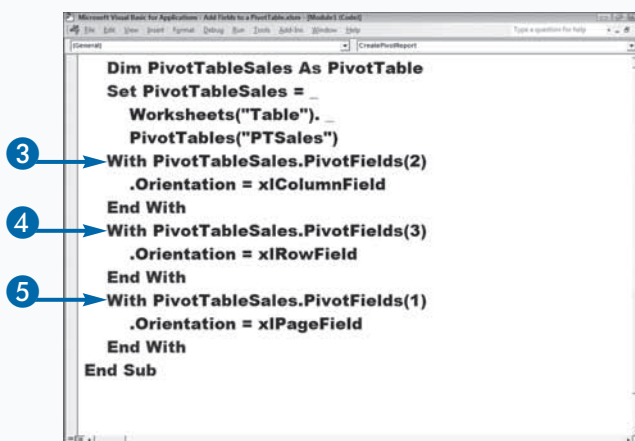 Microsoft Visual Basic for Applications - Add Fields to a PivotTable.xlsm - [Module1 (Code)]
File Edit View Insert Format Debug Run Tools Add-Ins Window Help Type a question for help
(General) CreatePivotReport
Dim PivotTableSales As PivotTable
Set PivotTableSales = _
Worksheets("Table"). _
PivotTables("PTSales")
3 With PivotTableSales.PivotFields(2)
.Orientation = xlColumnField
End With
4 With PivotTableSales.PivotFields(3)
.Orientation = xlRowField
End With
5 With PivotTableSales.PivotFields(1)
.Orientation = xlPageField
End With
End Sub